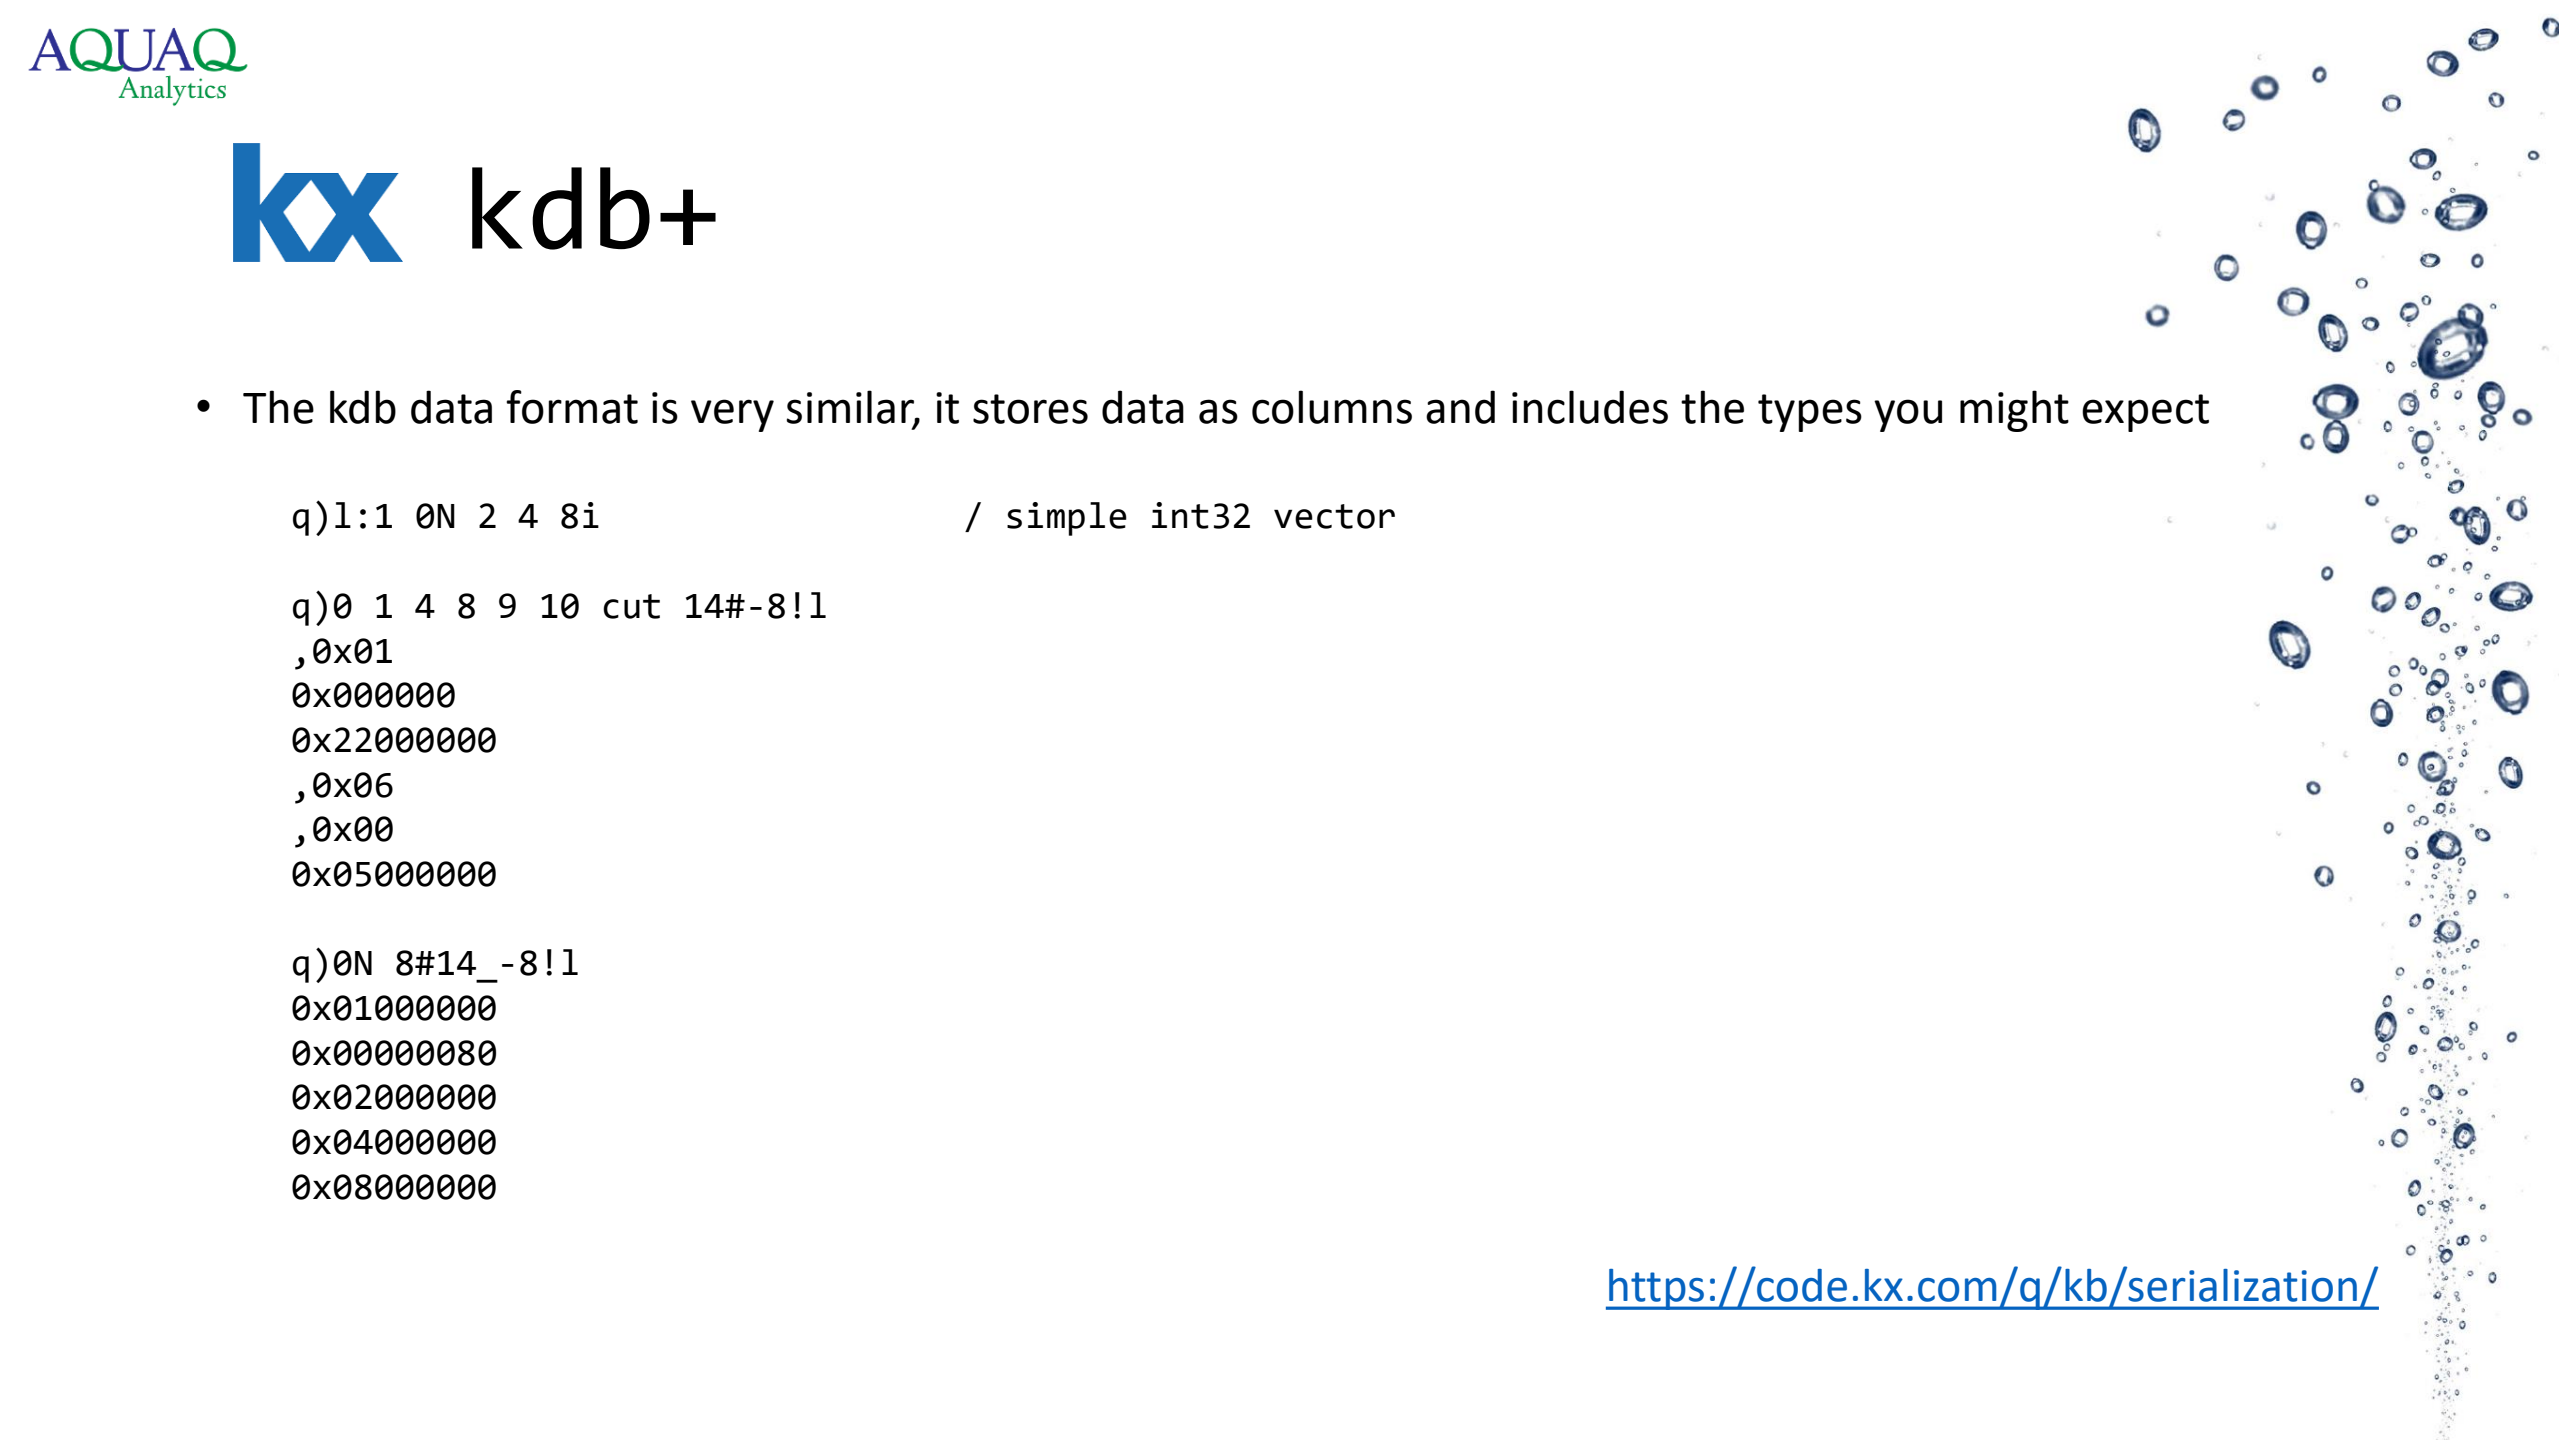 AQUAQ
Analytics
kx kdb+
• The kdb data format is very similar, it stores data as columns and includes the types you might expect
q)l:1 0N 2 4 8i / simple int32 vector
q)0 1 4 8 9 10 cut 14#-8!l
,0x01
0x000000
0x22000000
,0x06
,0x00
0x05000000
q)0N 8#14_-8!l
0x01000000
0x00000080
0x02000000
0x04000000
0x08000000
https://code.kx.com/q/kb/serialization/